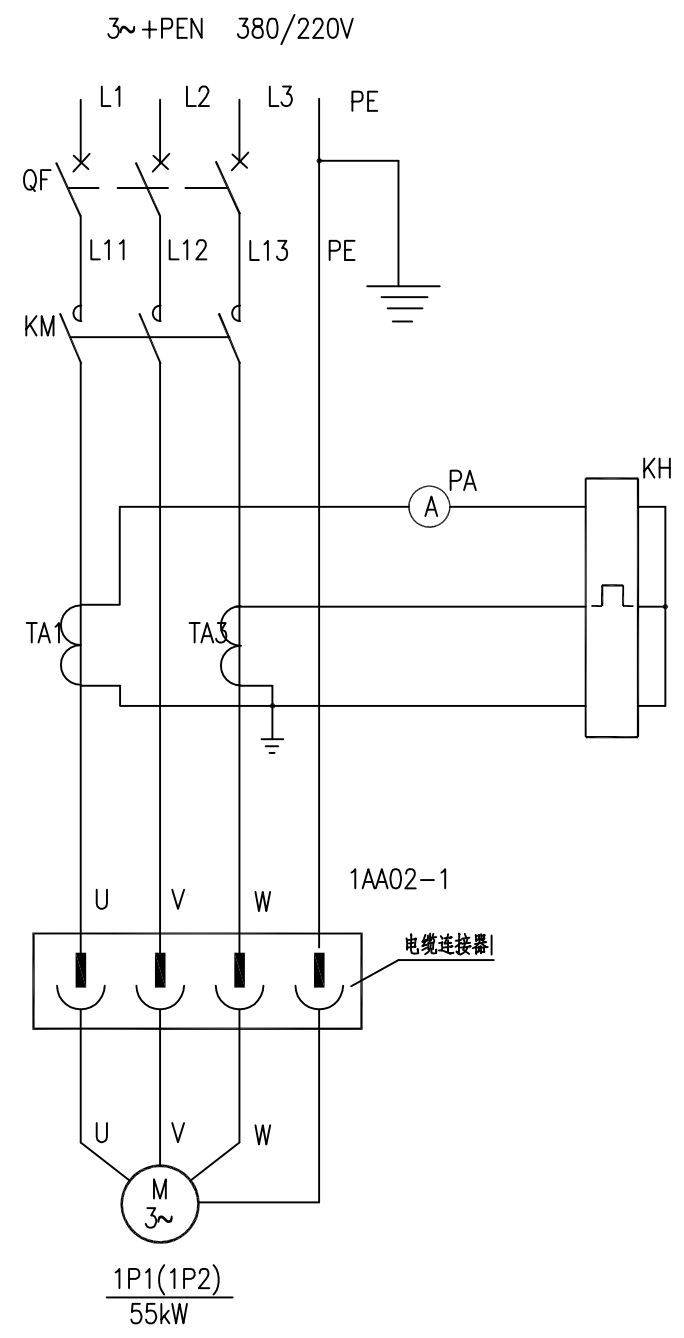 3~+PEN 380/220V
L1 L2 L3 PE
QF
L11 L12 L13 PE
KM
KH
PA
A
TA1 TA3
1AA02-1
U V W
电缆连接器
U V W
M
3~
1P1(1P2)
55kW